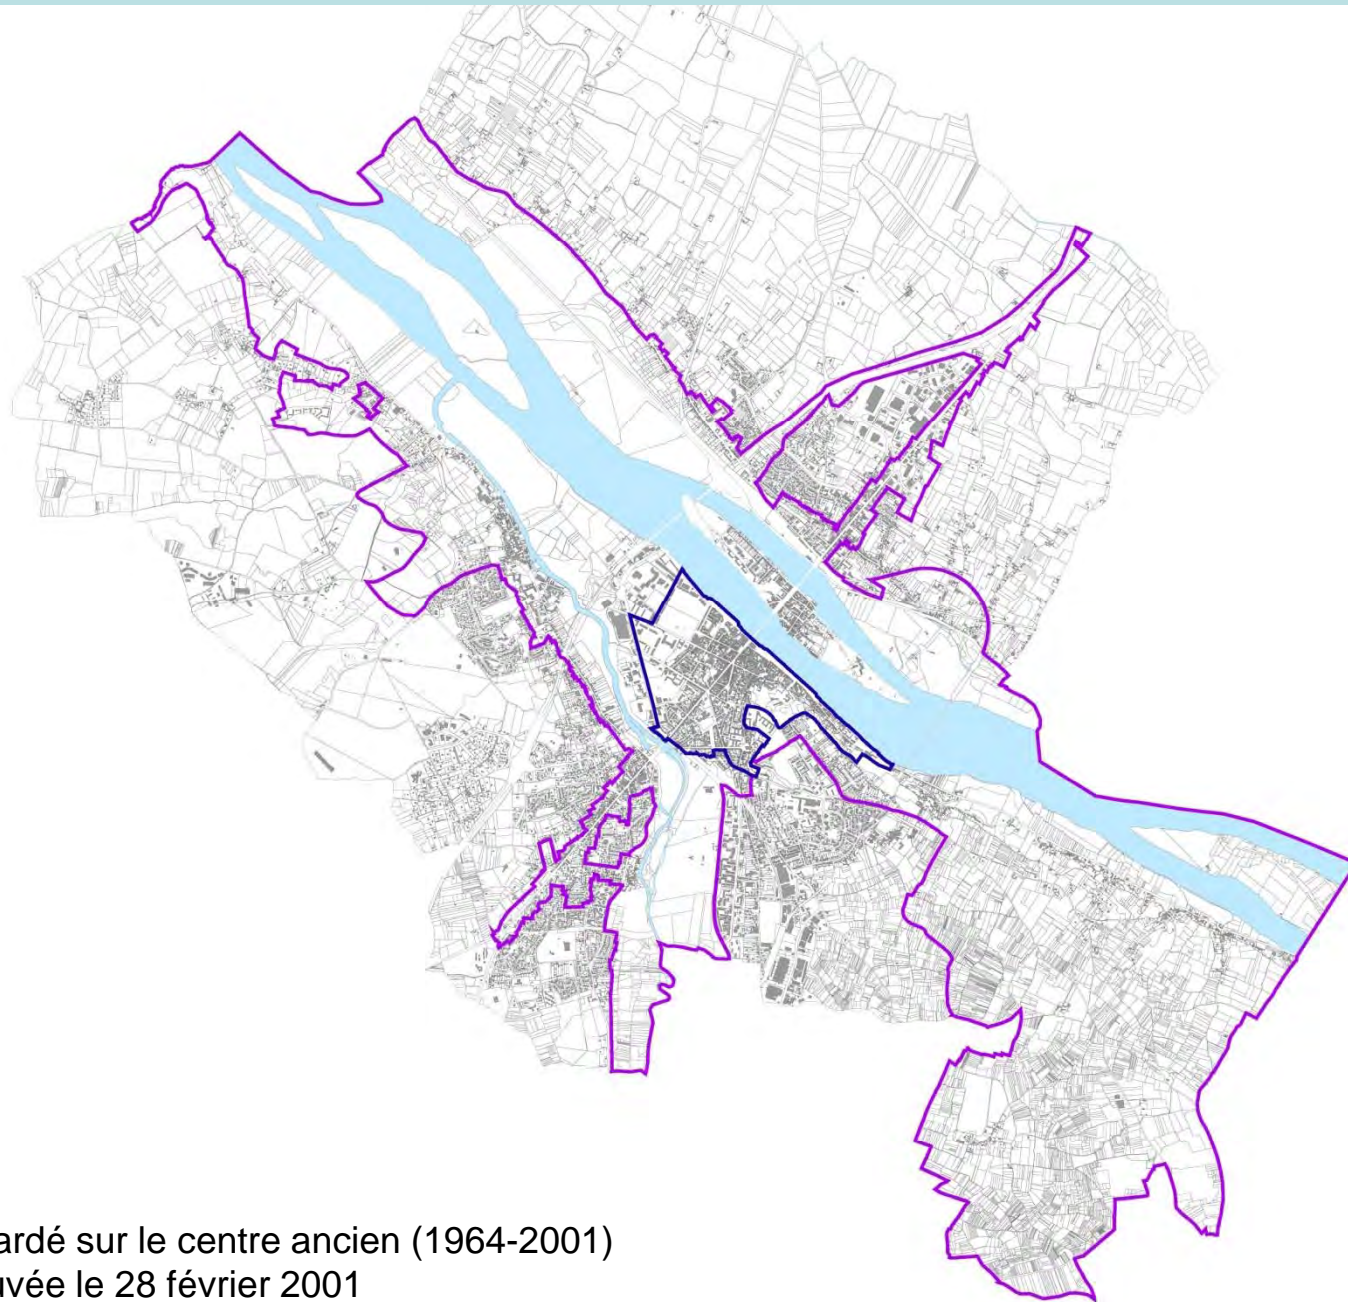 ardé sur le centre ancien (1964-2001)
uvée le 28 février 2001